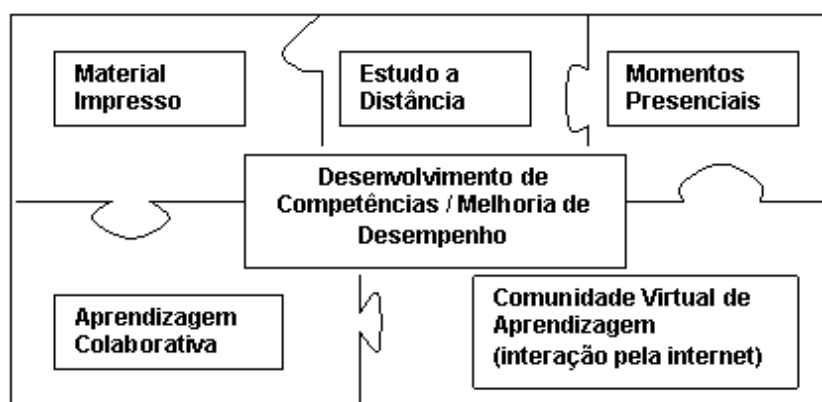 Material
Impresso
Estudo a
Distância
Momentos
Presenciais
Desenvolvimento de
Competências / Melhoria de
Desempenho
Aprendizagem
Colaborativa
Comunidade Virtual de
Aprendizagem
(interação pela internet)